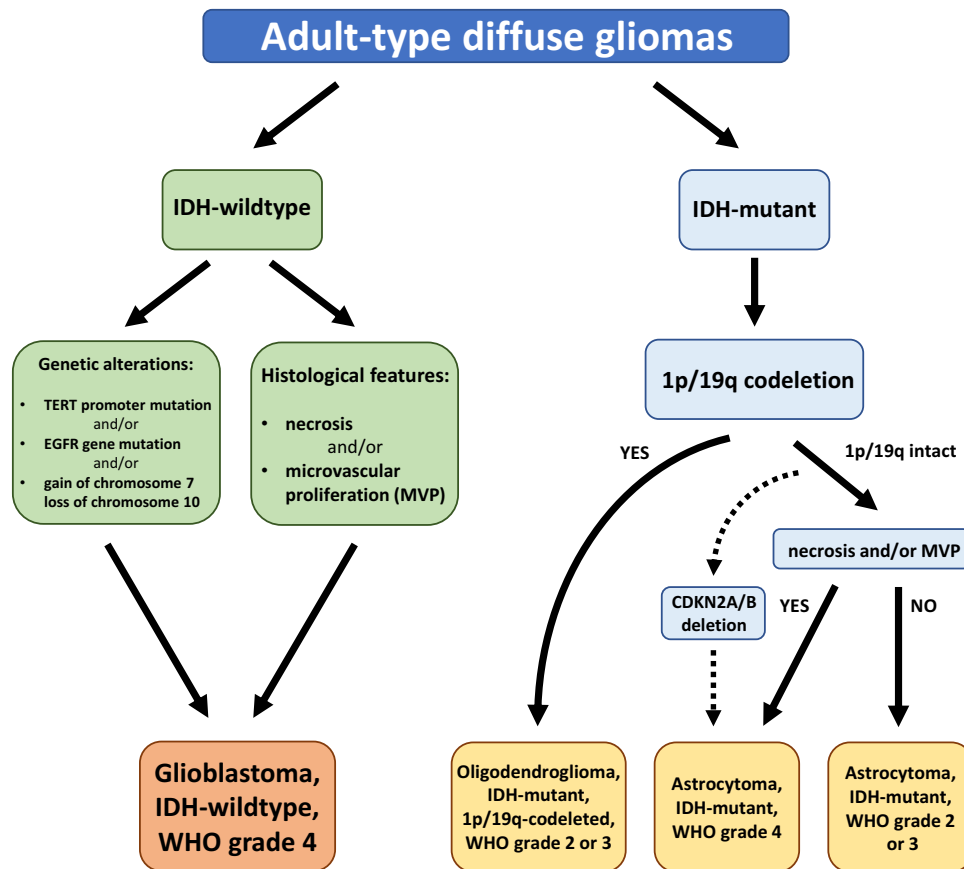 Adult-type diffuse gliomas
IDH-wildtype
IDH-mutant
Genetic alterations:
• TERT promoter mutation
and/or
• EGFR gene mutation
and/or
• gain of chromosome 7
loss of chromosome 10
Histological features:
• necrosis
and/or
• microvascular
proliferation (MVP)
1p/19q codeletion
YES
1p/19q intact
necrosis and/or MVP
CDKN2A/B
deletion
YES
NO
Glioblastoma,
IDH-wildtype,
WHO grade 4
Oligodendroglioma,
IDH-mutant,
1p/19q-codeleted,
WHO grade 2 or 3
Astrocytoma,
IDH-mutant,
WHO grade 4
Astrocytoma,
IDH-mutant,
WHO grade 2
or 3